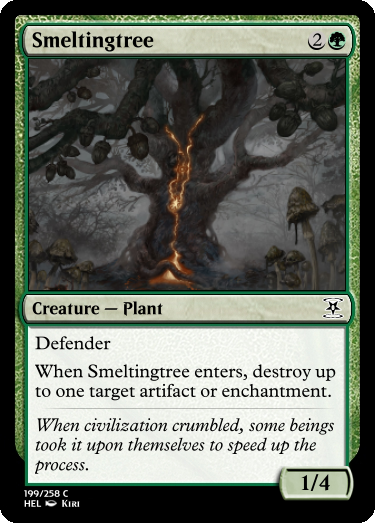 Smeltingtree 2
Creature — Plant
Defender
When Smeltingtree enters, destroy up
to one target artifact or enchantment.
When civilization crumbled, some beings
took it upon themselves to speed up the
process.
1/4
199/258 C
HEL Kiri